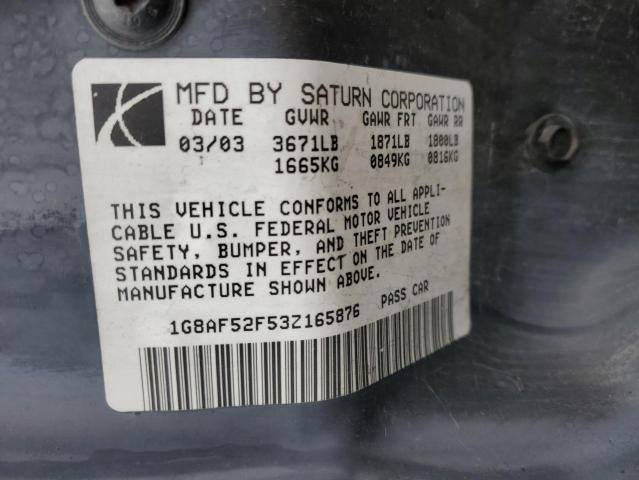 MFD BY SATURN CORPORATION
DATE GVWR GAWR FRT GAWR RR
03/03 3671LB 1871LB 1800LB
1665KG 0849KG 0816KG
THIS VEHICLE CONFORMS TO ALL APPLI-
CABLE U.S. FEDERAL MOTOR VEHICLE
SAFETY, BUMPER, AND THEFT PREVENTION
STANDARDS IN EFFECT ON THE DATE OF
MANUFACTURE SHOWN ABOVE.
1G8AF52F53Z165876 PASS CAR